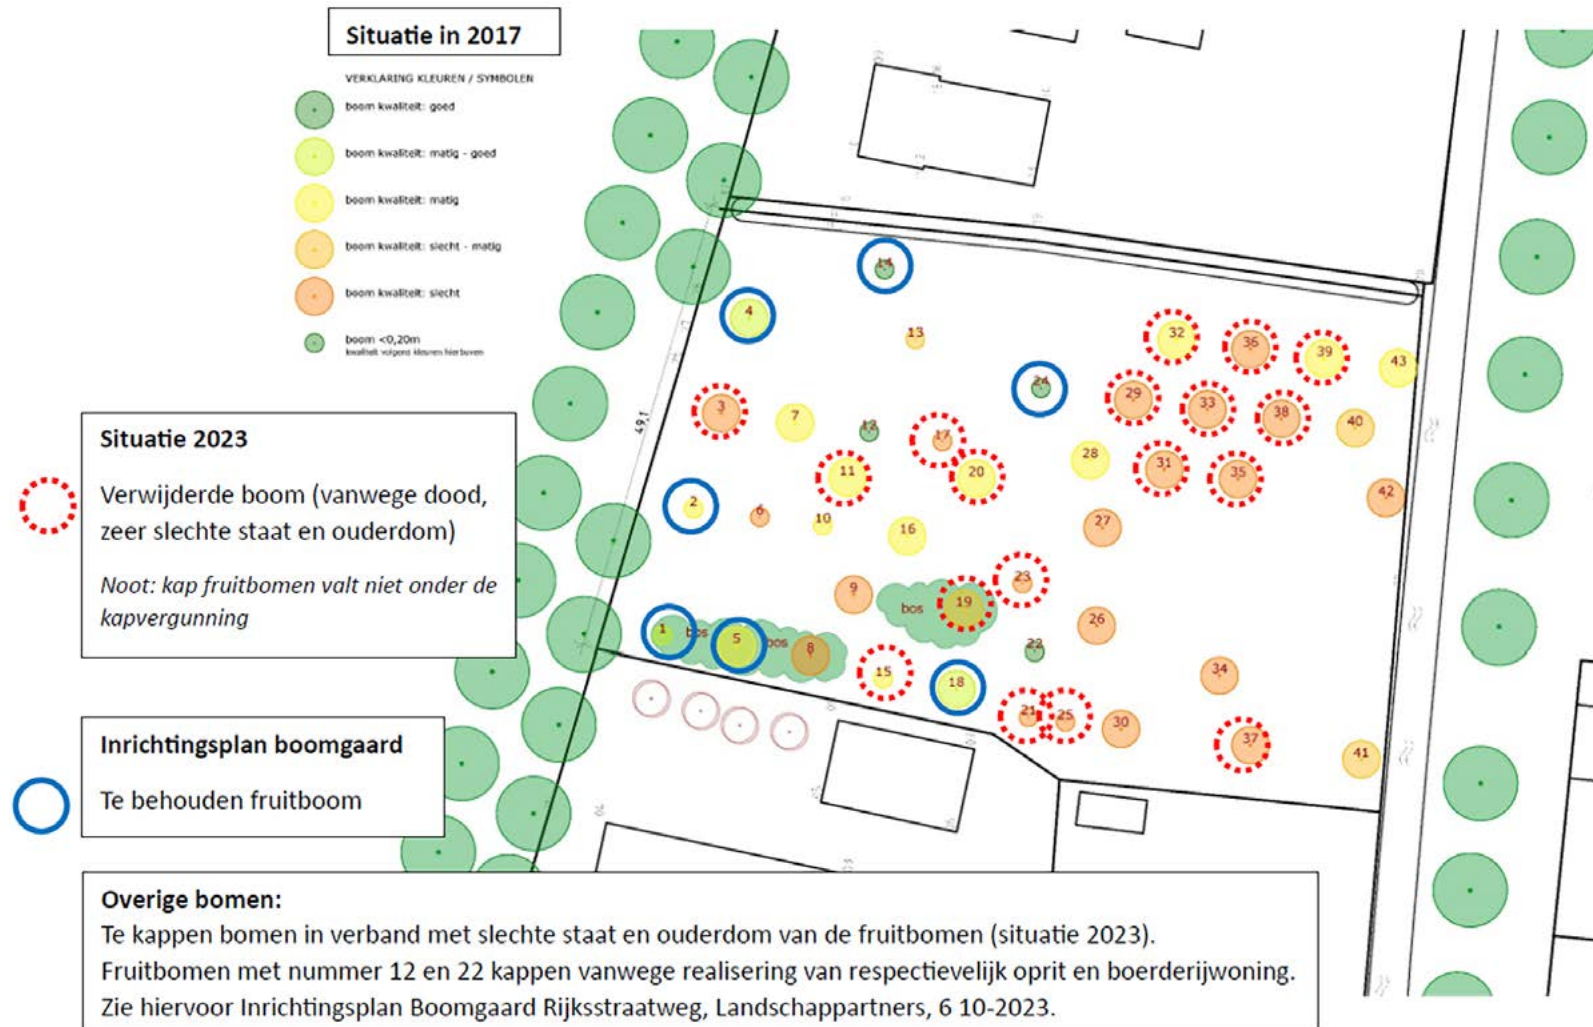 Situatie in 2017
VERKLARING KLEUREN / SYMBOLEN
boom kwaliteit: goed
boom kwaliteit: matig - goed
boom kwaliteit: matig
boom kwaliteit: slecht - matig
boom kwaliteit: slecht
boom <0,20m
kwaliteit volgens kleuren hierboven
Situatie 2023
Verwijderde boom (vanwege dood,
zeer slechte staat en ouderdom)
Noot: kap fruitbomen valt niet onder de
kapvergunning
Inrichtingsplan boomgaard
Te behouden fruitboom
49,1
14
4
13
32
36
39
43
24
3
7
12
17
29
33
38
40
11
20
28
31
35
2
6
10
16
27
42
9
bos
19
23
26
1
bos
5
bos
8
22
15
18
34
21
25
30
37
41
Overige bomen:
Te kappen bomen in verband met slechte staat en ouderdom van de fruitbomen (situatie 2023).
Fruitbomen met nummer 12 en 22 kappen vanwege realisering van respectievelijk oprit en boerderijwoning.
Zie hiervoor Inrichtingsplan Boomgaard Rijksstraatweg, Landschappartners, 6 10-2023.